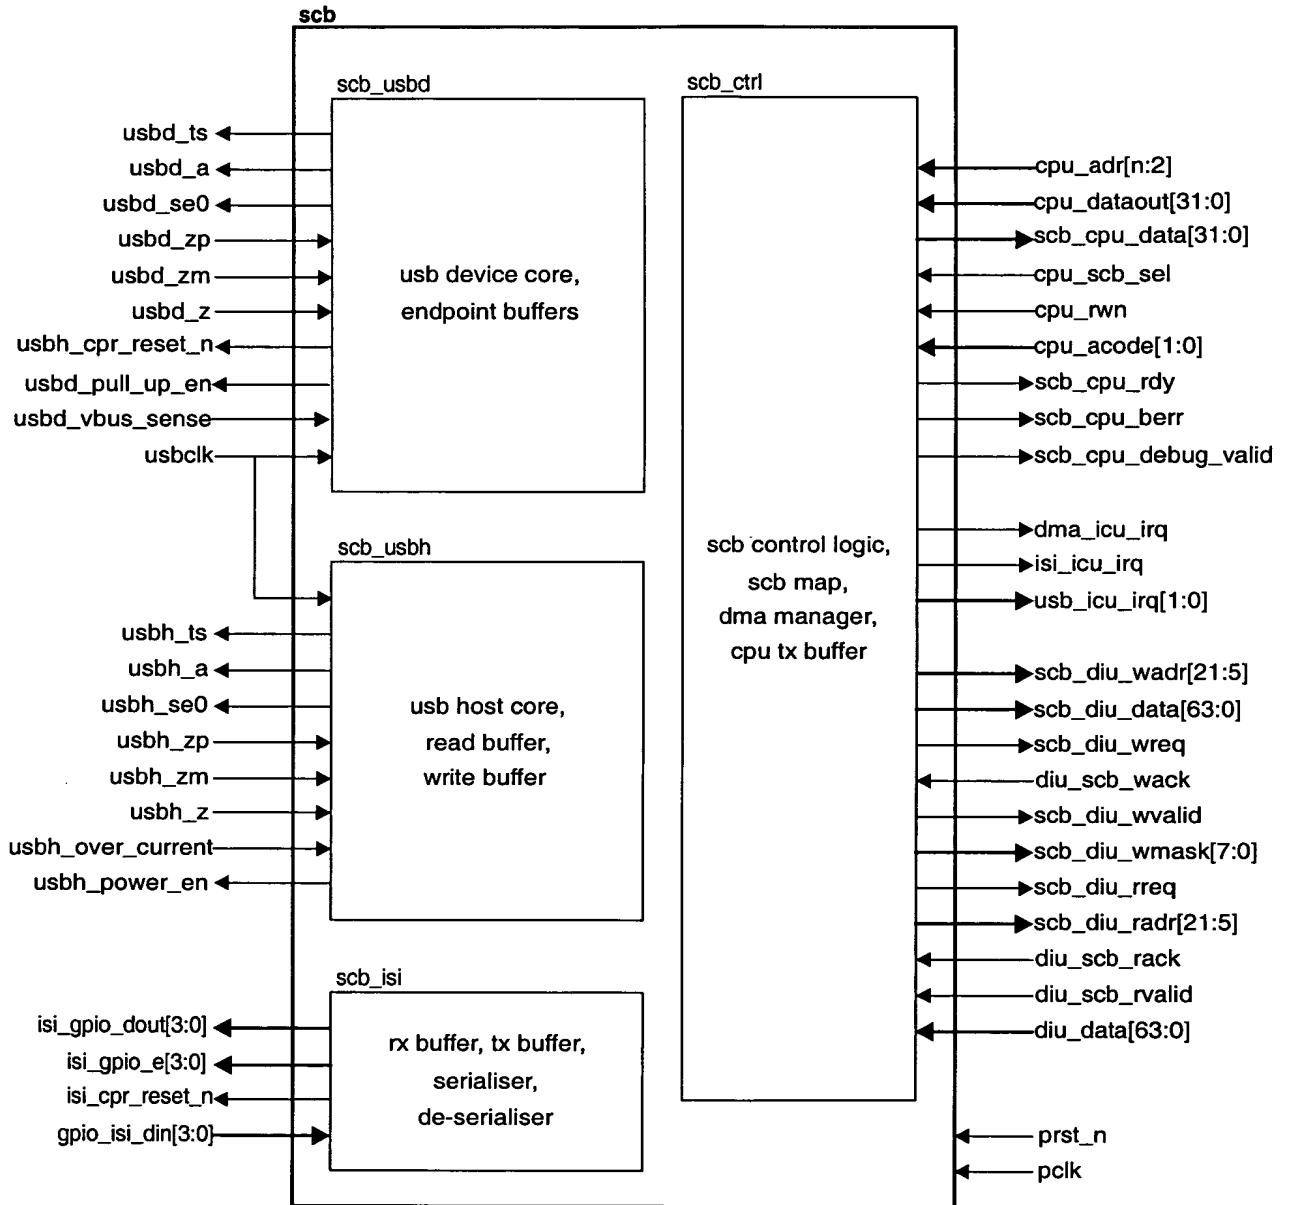 scb
scb_usbd
usbd_ts
usbd_a
usbd_se0
usbd_zp
usbd_zm
usbd_z
usbh_cpr_reset_n
usbd_pull_up_en
usbd_vbus_sense
usbclk
usb device core,
endpoint buffers
scb_usbh
usbh_ts
usbh_a
usbh_se0
usbh_zp
usbh_zm
usbh_z
usbh_over_current
usbh_power_en
usb host core,
read buffer,
write buffer
scb_isi
isi_gpio_dout[3:0]
isi_gpio_e[3:0]
isi_cpr_reset_n
gpio_isi_din[3:0]
rx buffer, tx buffer,
serialiser,
de-serialiser
scb_ctrl
scb control logic,
scb map,
dma manager,
cpu tx buffer
cpu_adr[n:2]
cpu_dataout[31:0]
scb_cpu_data[31:0]
cpu_scb_sel
cpu_rwn
cpu_acode[1:0]
scb_cpu_rdy
scb_cpu_berr
scb_cpu_debug_valid
dma_icu_irq
isi_icu_irq
usb_icu_irq[1:0]
scb_diu_wadr[21:5]
scb_diu_data[63:0]
scb_diu_wreq
diu_scb_wack
scb_diu_wvalid
scb_diu_wmask[7:0]
scb_diu_rreq
scb_diu_radr[21:5]
diu_scb_rack
diu_scb_rvalid
diu_data[63:0]
prst_n
pclk